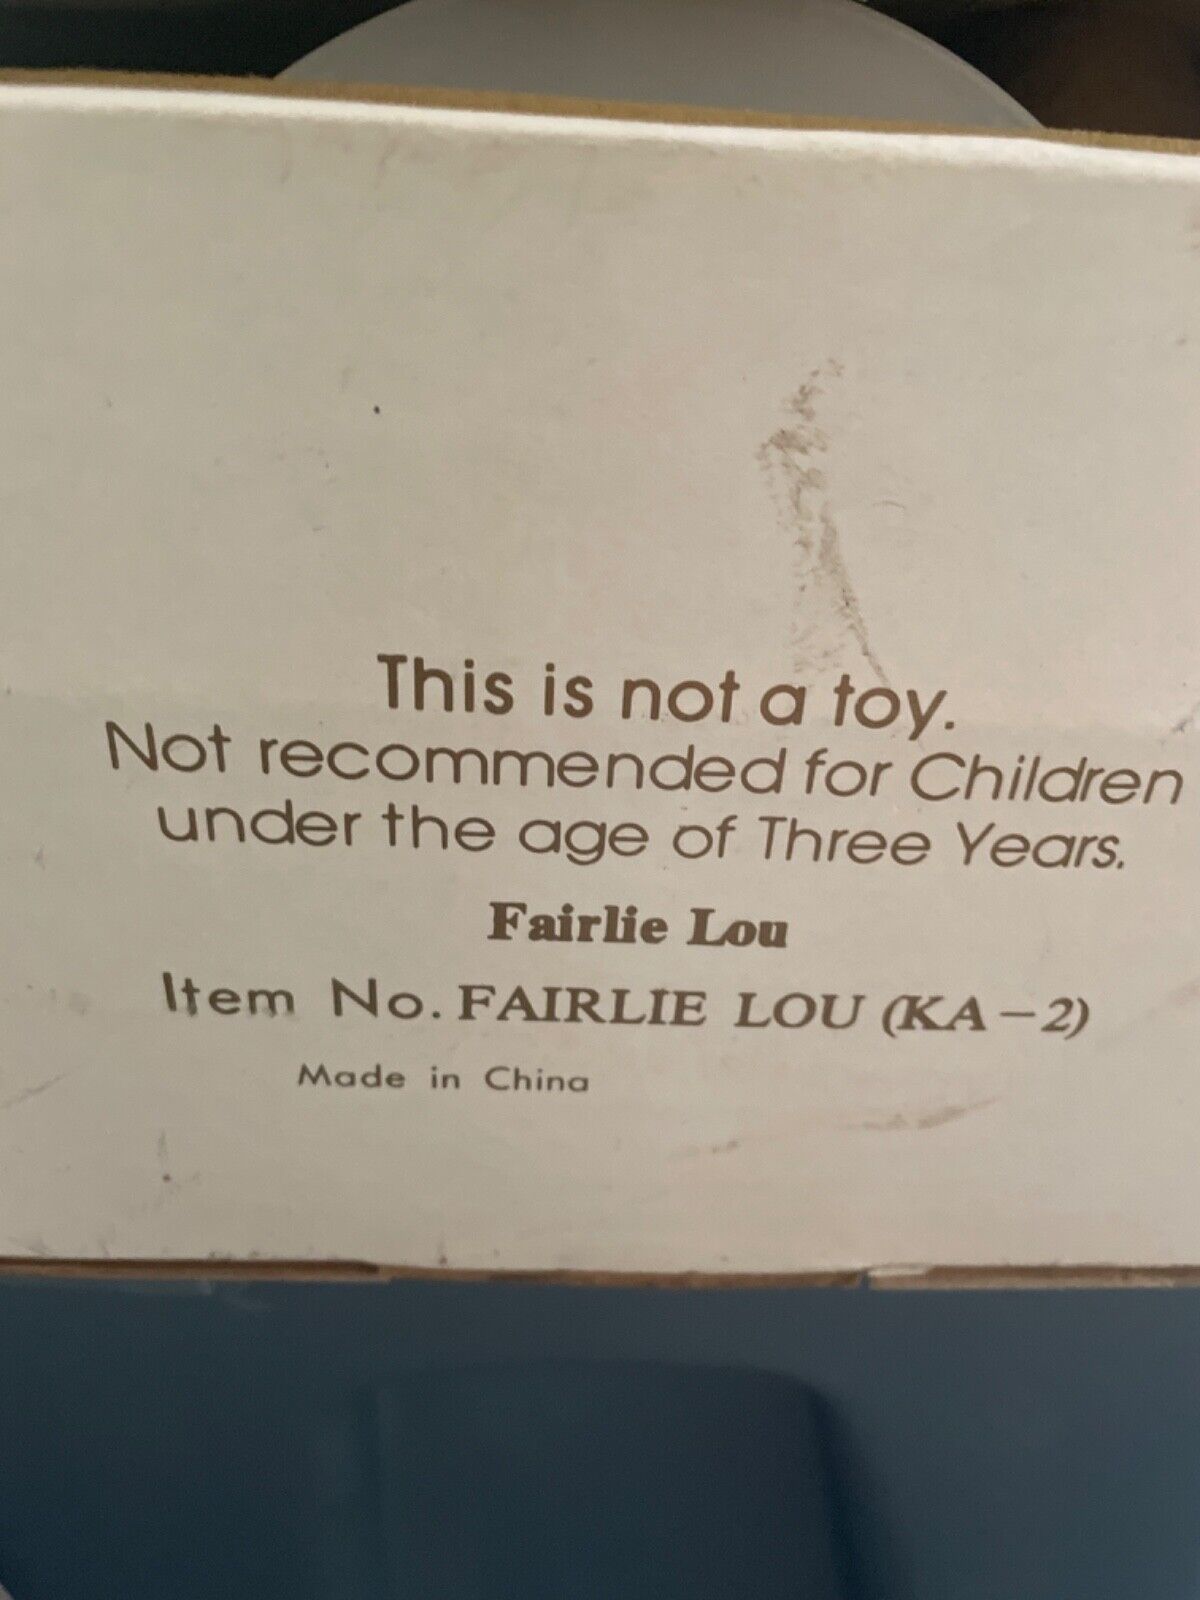 This is not a toy.
Not recommended for Children
under the age of Three Years.
Fairlie Lou
Item No. FAIRLIE LOU (KA-2)
Made in China